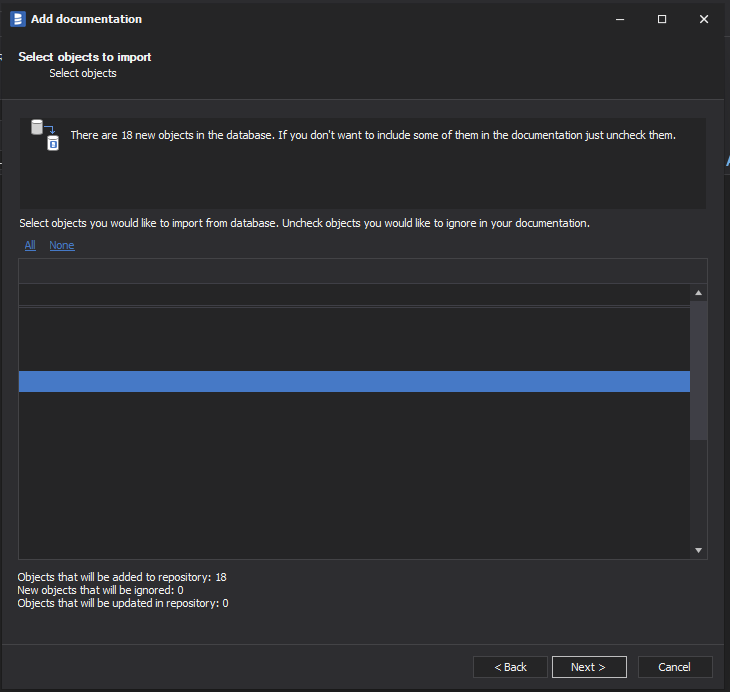 Add documentation
Select objects to import
Select objects
There are 18 new objects in the database. If you don't want to include some of them in the documentation just uncheck them.
Select objects you would like to import from database. Uncheck objects you would like to ignore in your documentation.
All None
Objects that will be added to repository: 18
New objects that will be ignored: 0
Objects that will be updated in repository: 0
< Back Next > Cancel